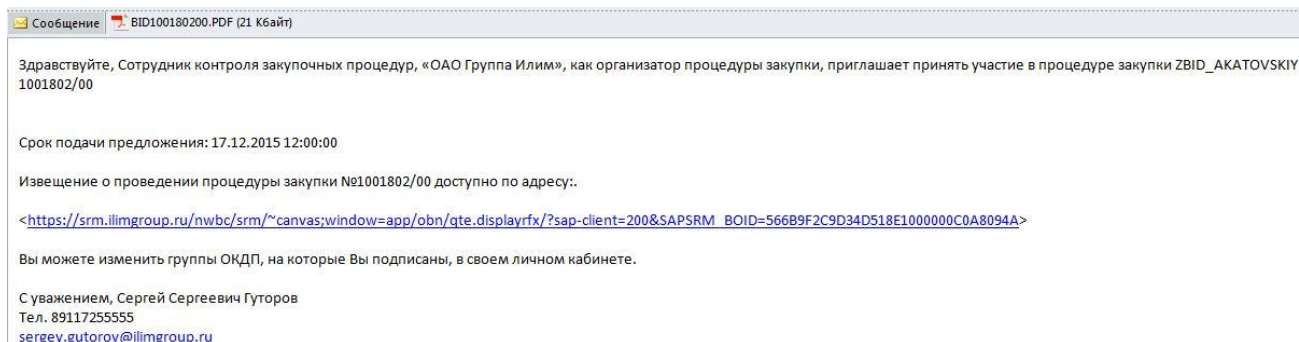 Сообщение BID100180200.PDF (21 Кбайт)
Здравствуйте, Сотрудник контроля закупочных процедур, «ОАО Группа Илим», как организатор процедуры закупки, приглашает принять участие в процедуре закупки ZBID_AKATOVSKIY
1001802/00
Срок подачи предложения: 17.12.2015 12:00:00
Извещение о проведении процедуры закупки №1001802/00 доступно по адресу:.
<https://srm.ilimgroup.ru/nwbc/srm/~canvas;window=app/obn/qte.displayrfx/?sap-client=200&SAPSRM_BOID=566B9F2C9D34D518E1000000C0A8094A>
Вы можете изменить группы ОКДП, на которые Вы подписаны, в своем личном кабинете.
С уважением, Сергей Сергеевич Гуторов
Тел. 89117255555
sergey.gutorov@ilimgroup.ru